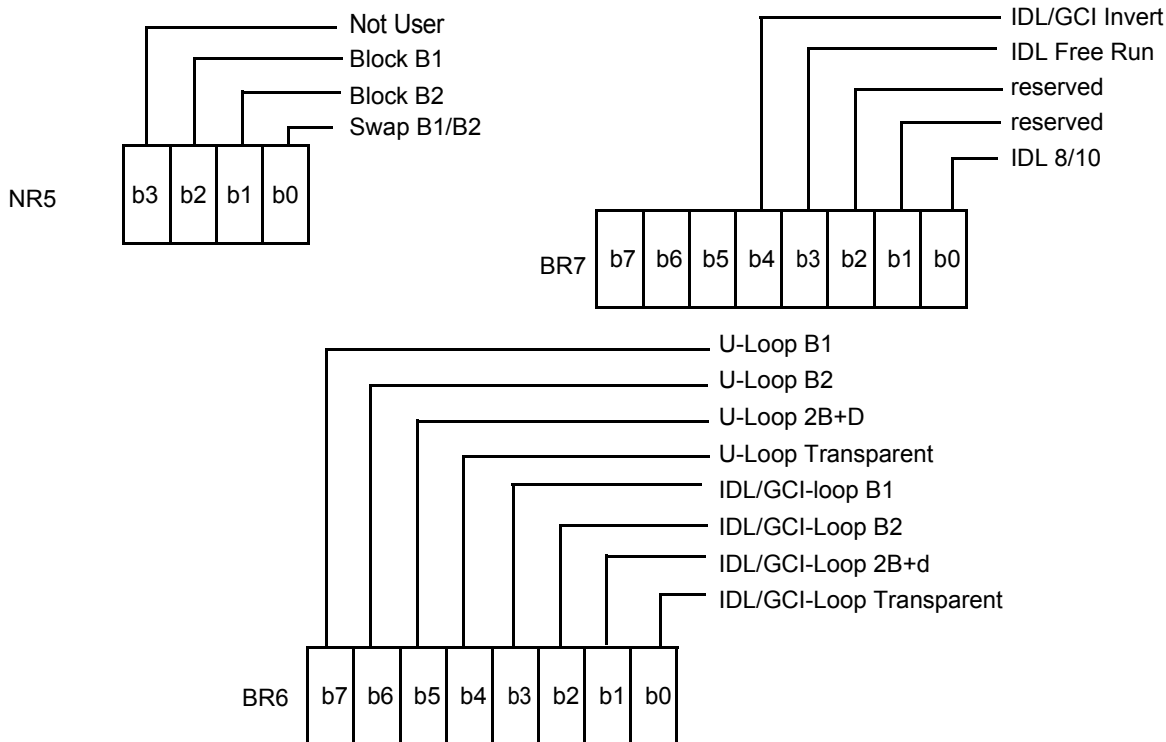 Not User
Block B1
Block B2
Swap B1/B2
NR5 b3 b2 b1 b0
IDL/GCI Invert
IDL Free Run
reserved
reserved
IDL 8/10
BR7 b7 b6 b5 b4 b3 b2 b1 b0
U-Loop B1
U-Loop B2
U-Loop 2B+D
U-Loop Transparent
IDL/GCI-loop B1
IDL/GCI-Loop B2
IDL/GCI-Loop 2B+d
IDL/GCI-Loop Transparent
BR6 b7 b6 b5 b4 b3 b2 b1 b0